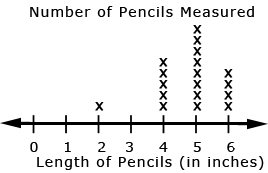 Number of Pencils Measured
0 1 2 3 4 5 6
Length of Pencils (in inches)